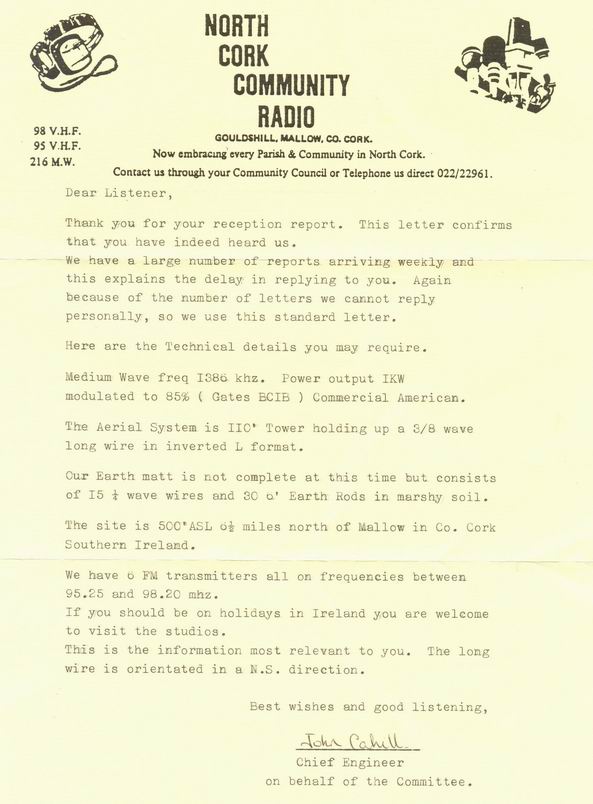 NORTH
CORK
COMMUNITY
RADIO
GOULDSHILL, MALLOW, CO. CORK.
98 V.H.F.
95 V.H.F.
216 M.W.
Now embracing every Parish & Community in North Cork.
Contact us through your Community Council or Telephone us direct 022/22961.
Dear Listener,
Thank you for your reception report. This letter confirms
that you have indeed heard us.
We have a large number of reports arriving weekly and
this explains the delay in replying to you. Again
because of the number of letters we cannot reply
personally, so we use this standard letter.
Here are the Technical details you may require.
Medium Wave freq I386 khz. Power output IKW
modulated to 85% ( Gates BCIB ) Commercial American.
The Aerial System is IIO' Tower holding up a 3/8 wave
long wire in inverted L format.
Our Earth matt is not complete at this time but consists
of I5 ¼ wave wires and 30 6' Earth Rods in marshy soil.
The site is 500'ASL 6½ miles north of Mallow in Co. Cork
Southern Ireland.
We have 6 FM transmitters all on frequencies between
95.25 and 98.20 mhz.
If you should be on holidays in Ireland you are welcome
to visit the studios.
This is the information most relevant to you. The long
wire is orientated in a N.S. direction.
Best wishes and good listening,
John Cahill
Chief Engineer
on behalf of the Committee.